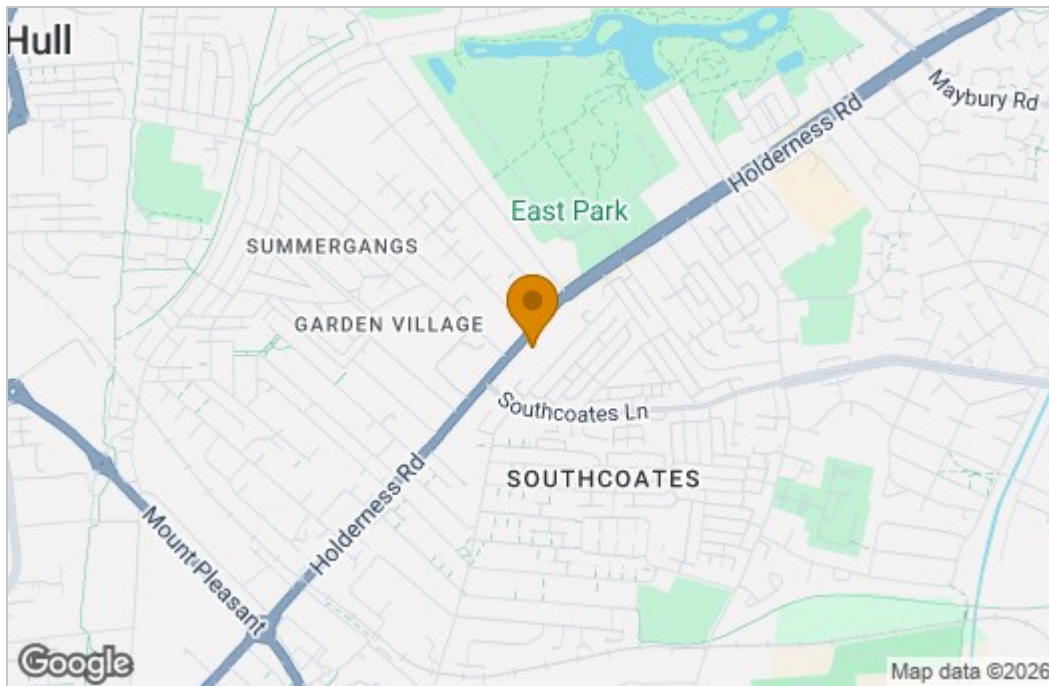 Hull
Maybury Rd
Holderness Rd
East Park
SUMMERGANGS
GARDEN VILLAGE
Southcoates Ln
SOUTHCOATES
Holderness Rd
Mount Pleasant
Google
Map data ©2026